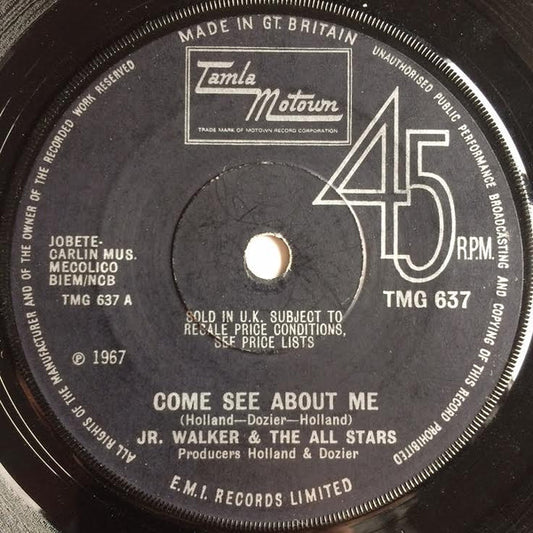 MADE IN GT. BRITAIN
UNAUTHORISED PUBLIC PERFORMANCE BROADCASTING AND COPYING OF THIS RECORD PROHIBITED
ALL RIGHTS OF THE MANUFACTURER AND OF THE OWNER OF THE RECORDED WORK RESERVED
Tamla
Motown
TRADE MARK OF MOTOWN RECORD CORPORATION
45
R.P.M.
TMG 637
JOBETE-
CARLIN MUS.
MECOLICO
BIEM/NCB
TMG 637 A
SOLD IN U.K. SUBJECT TO
RESALE PRICE CONDITIONS,
SEE PRICE LISTS
℗ 1967
COME SEE ABOUT ME
(Holland—Dozier—Holland)
JR. WALKER & THE ALL STARS
Producers Holland & Dozier
E.M.I. RECORDS LIMITED